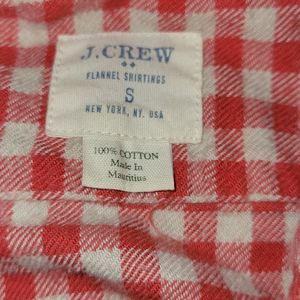 J.CREW
FLANNEL SHIRTINGS
S
NEW YORK, NY. USA
100% COTTON
Made In
Mauritius